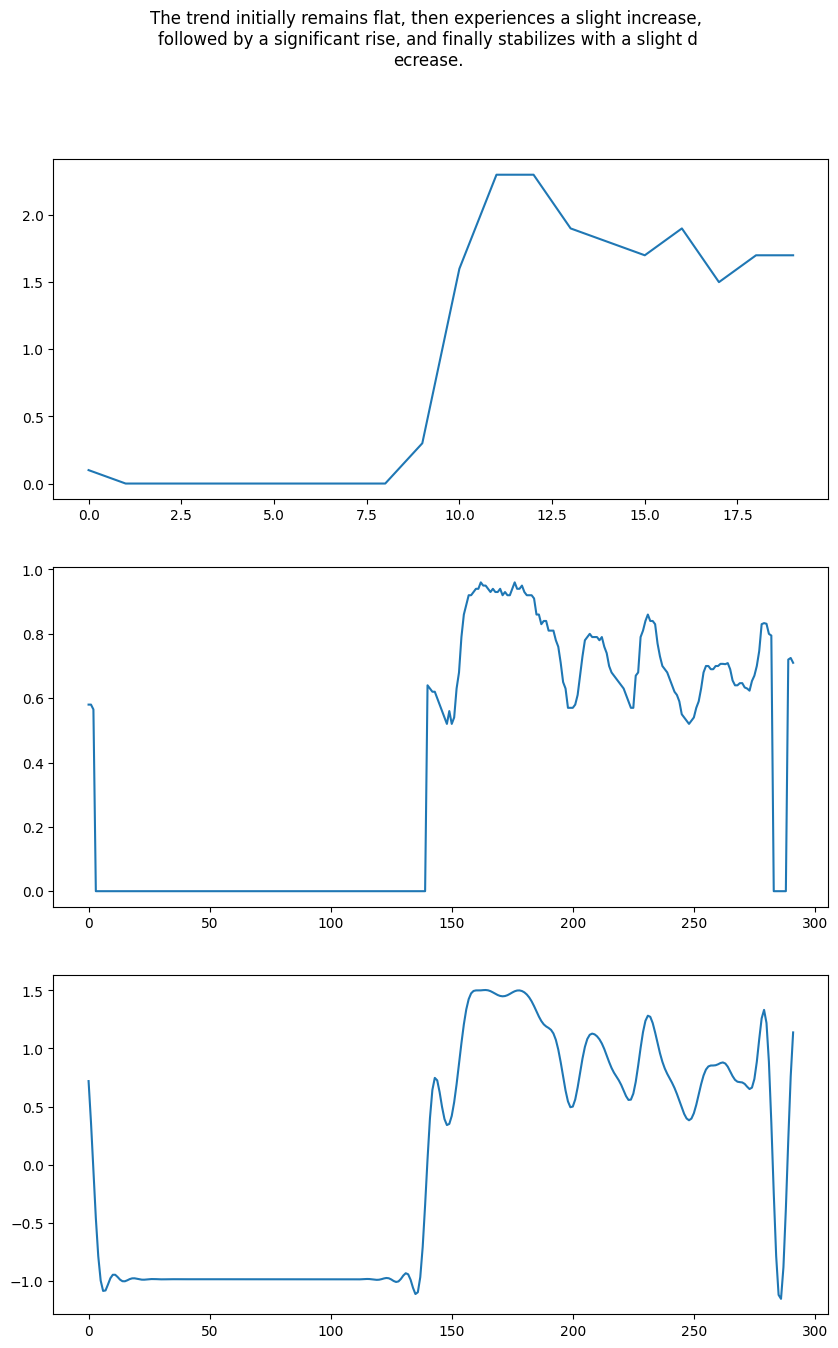 The trend initially remains flat, then experiences a slight increase,
followed by a significant rise, and finally stabilizes with a slight d
ecrease.
2.0
1.5
1.0
0.5
0.0
0.0 2.5 5.0 7.5 10.0 12.5 15.0 17.5
1.0
0.8
0.6
0.4
0.2
0.0
0 50 100 150 200 250 300
1.5
1.0
0.5
0.0
−0.5
−1.0
0 50 100 150 200 250 300